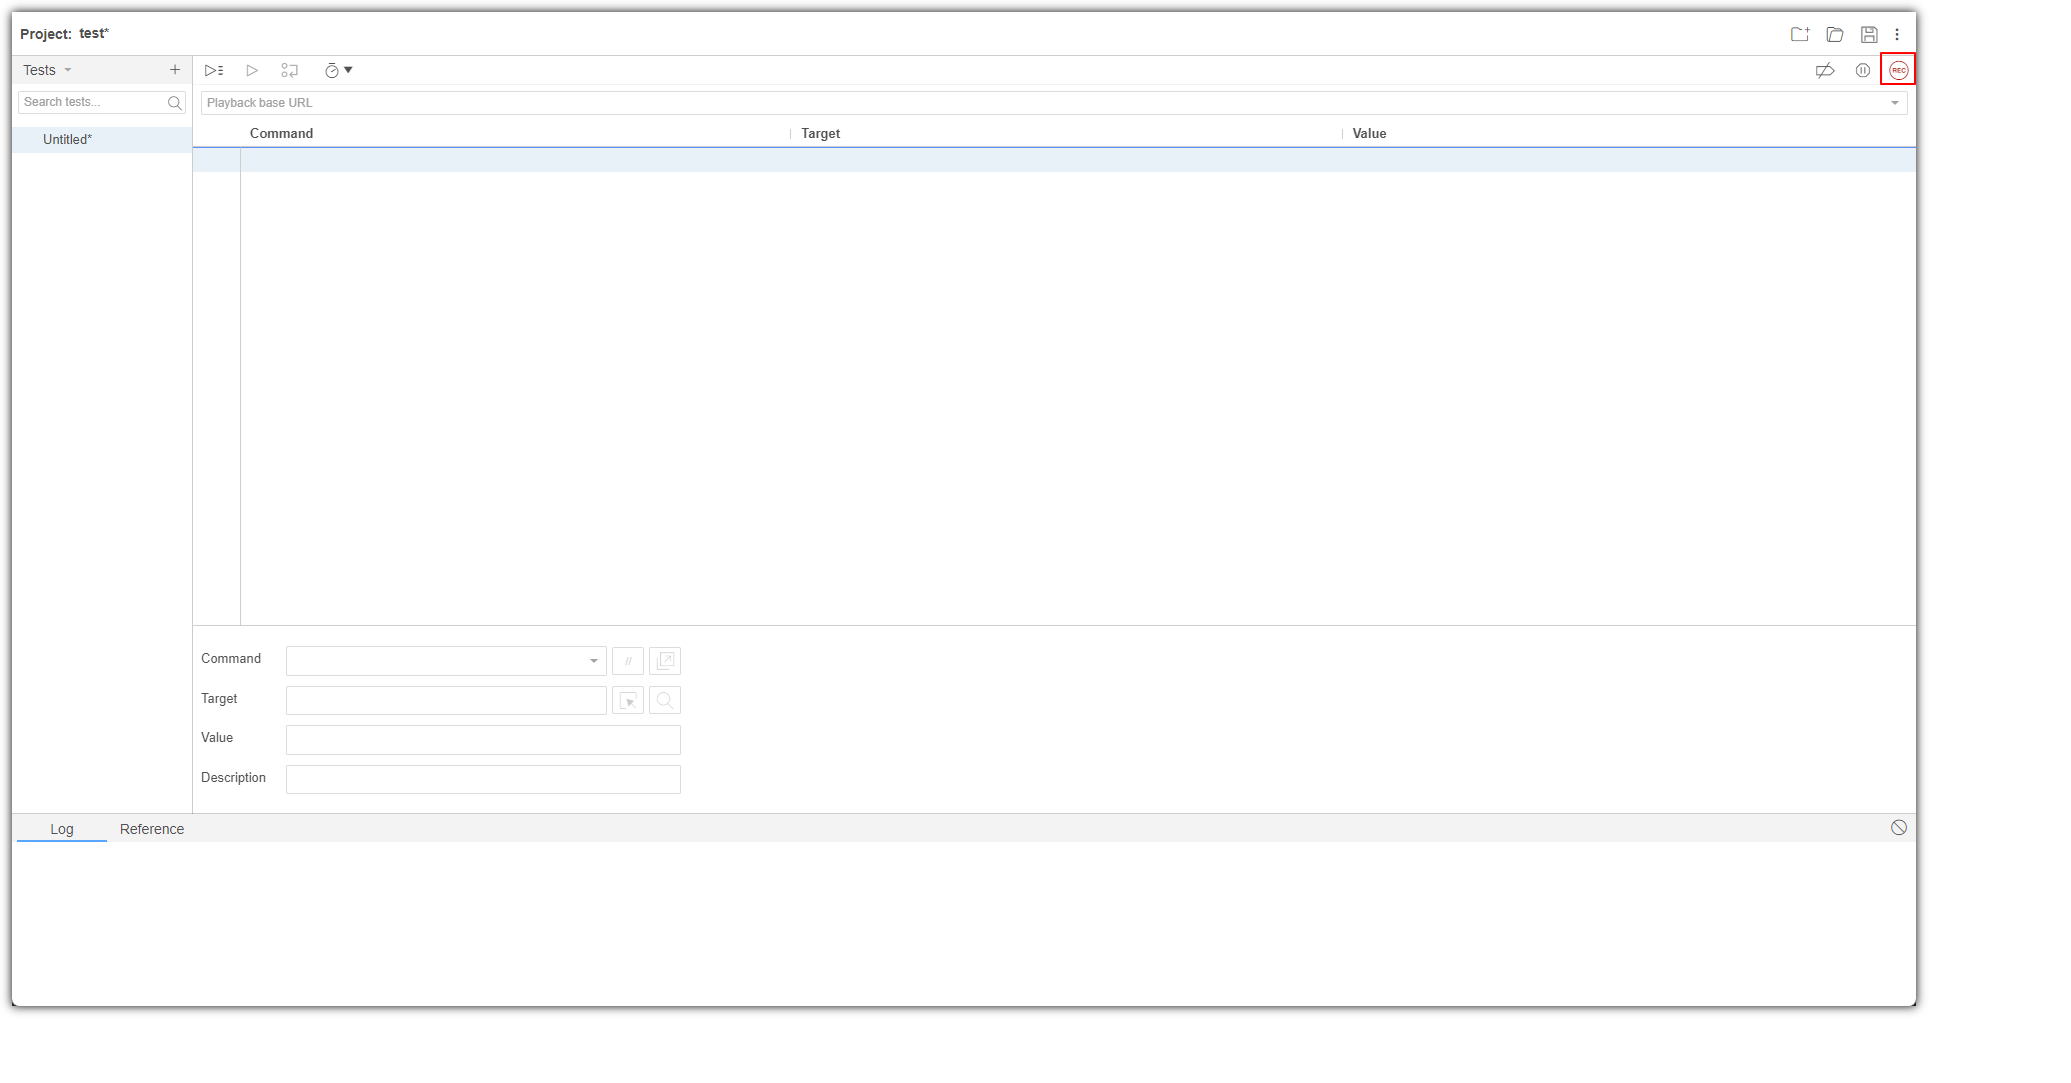 Project: test*
Tests
Search tests...
Untitled*
REC
Playback base URL
Command Target Value
Command
//
Target
Value
Description
Log Reference